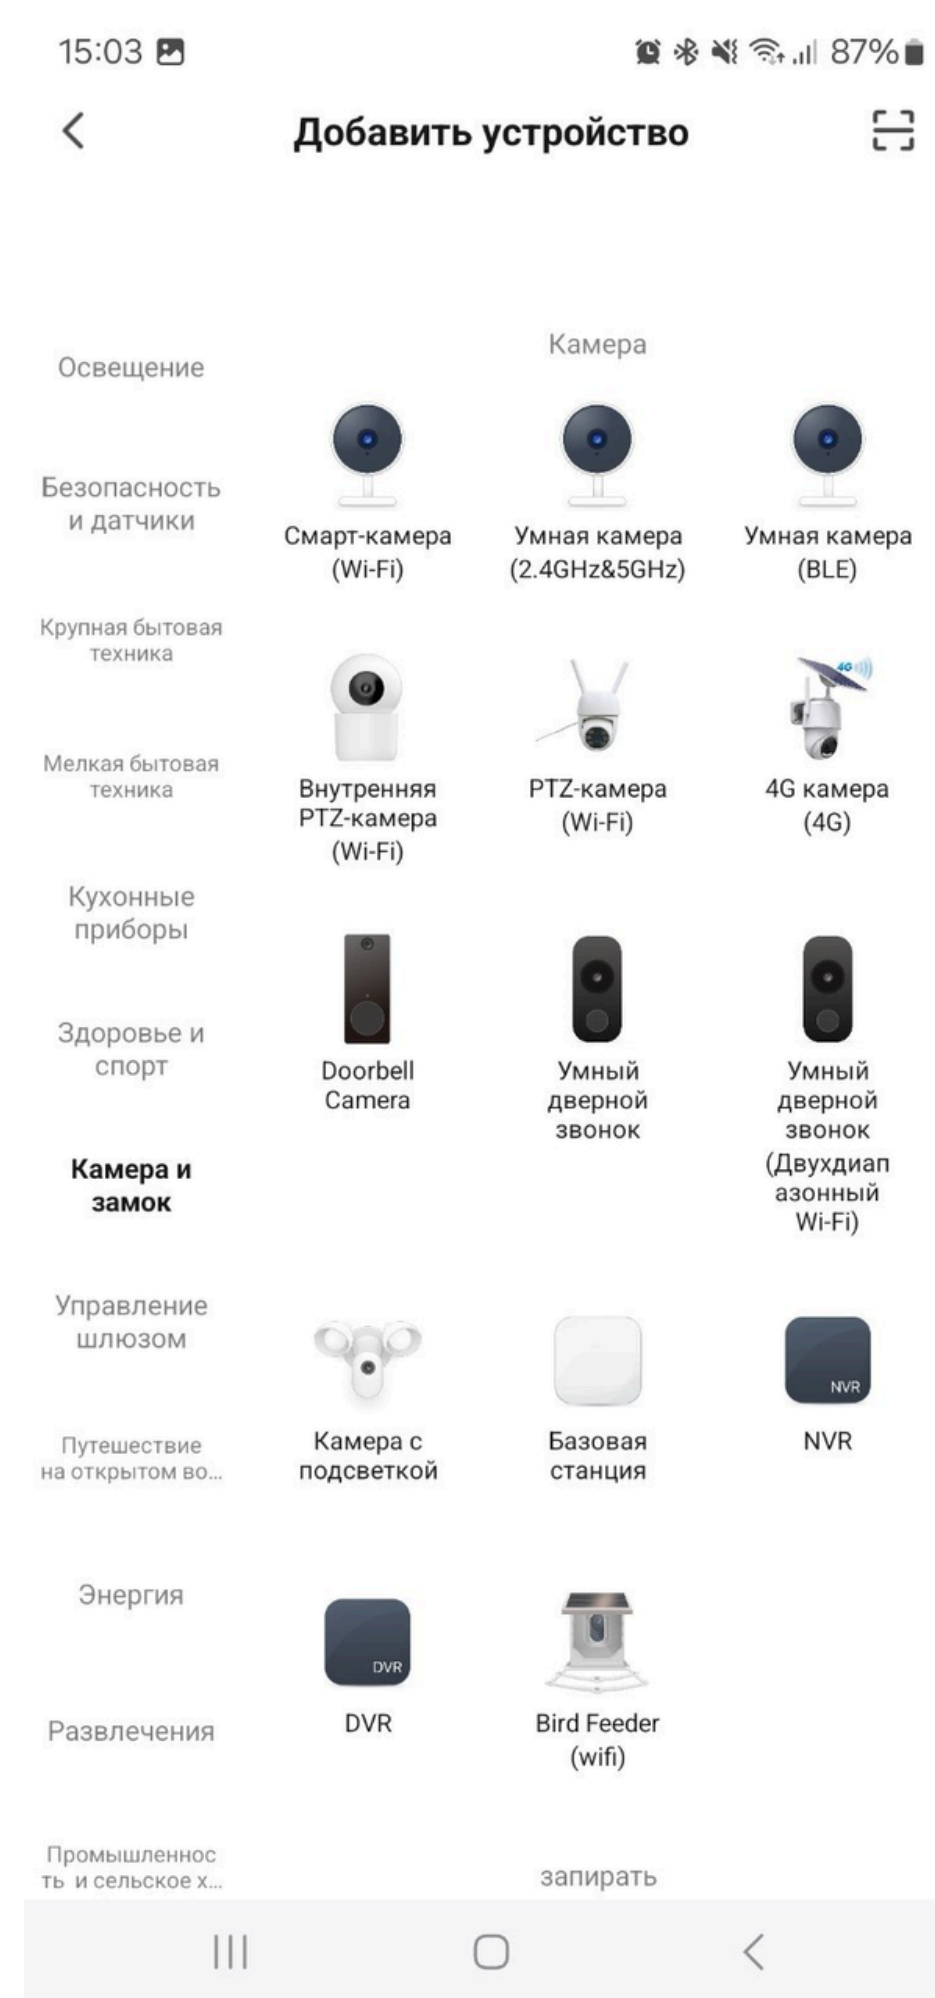 15:03
87%
Добавить устройство
Освещение
Безопасность
и датчики
Крупная бытовая
техника
Мелкая бытовая
техника
Кухонные
приборы
Здоровье и
спорт
Камера и
замок
Управление
шлюзом
Путешествие
на открытом во...
Энергия
Развлечения
Промышленнос
ть и сельское х...
Камера
Смарт-камера
(Wi-Fi)
Умная камера
(2.4GHz&5GHz)
Умная камера
(BLE)
Внутренняя
PTZ-камера
(Wi-Fi)
PTZ-камера
(Wi-Fi)
4G
4G камера
(4G)
Doorbell
Camera
Умный
дверной
звонок
Умный
дверной
звонок
(Двухдиап
азонный
Wi-Fi)
Камера с
подсветкой
Базовая
станция
NVR
NVR
DVR
DVR
Bird Feeder
(wifi)
запирать